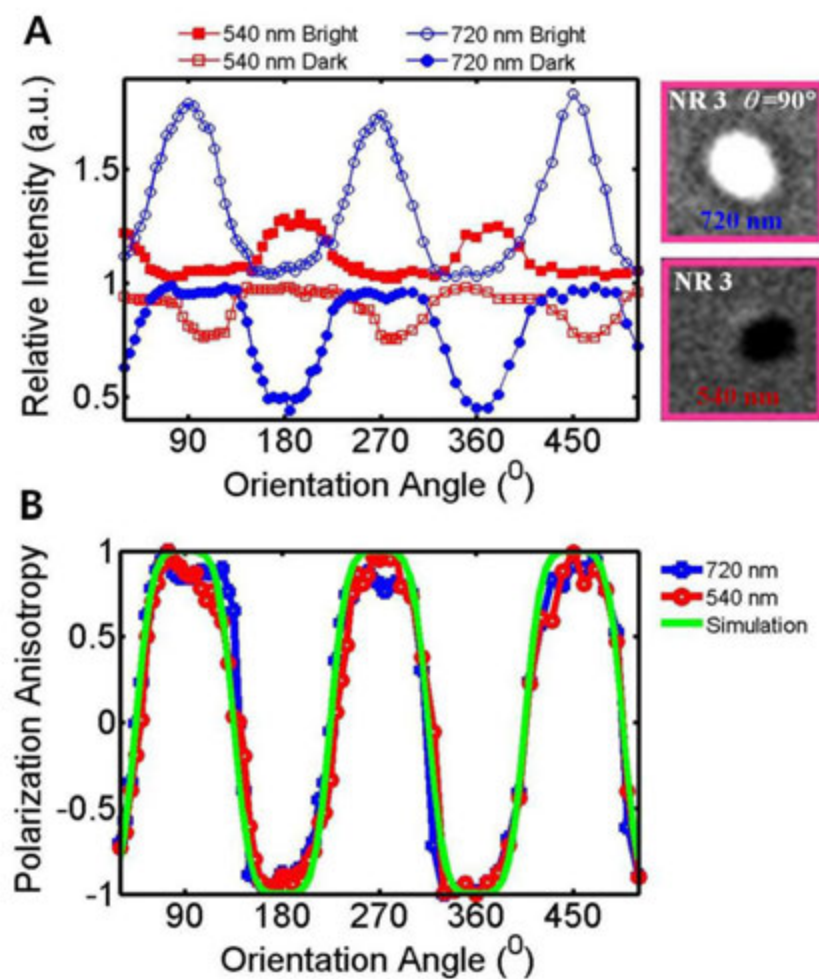 A
540 nm Bright 720 nm Bright
540 nm Dark 720 nm Dark
Relative Intensity (a.u.)
1.5
1
0.5
90 180 270 360 450
Orientation Angle (⁰)
NR 3 θ=90°
720 nm
NR 3
540 nm
B
Polarization Anisotropy
1
0.5
0
-0.5
-1
90 180 270 360 450
Orientation Angle (⁰)
720 nm
540 nm
Simulation